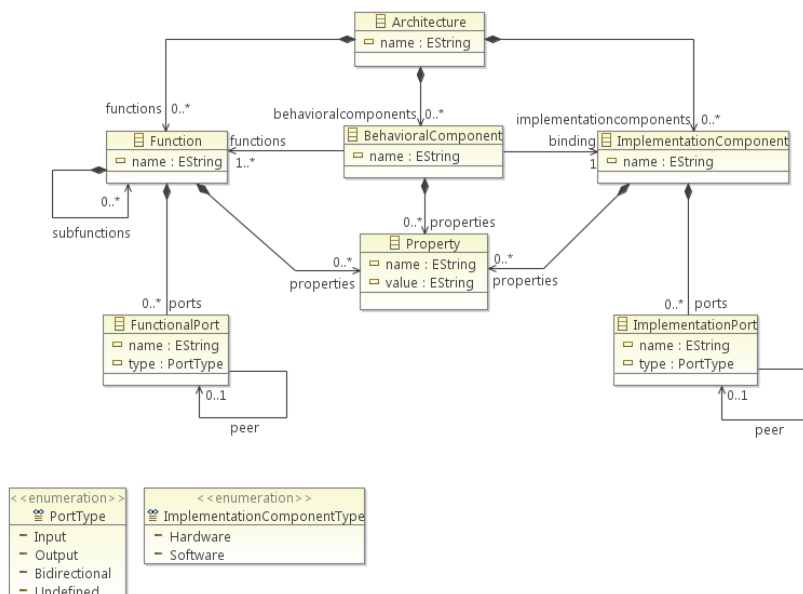 Architecture
name : EString
functions 0..*
behavioralcomponents 0..*
implementationcomponents 0..*
Function
name : EString
functions
1..*
BehavioralComponent
name : EString
binding
1
ImplementationComponent
name : EString
0..*
subfunctions
0..* properties
0..*
properties
0..*
properties
Property
name : EString
value : EString
0..* ports
0..* ports
FunctionalPort
name : EString
type : PortType
0..1
peer
ImplementationPort
name : EString
type : PortType
0..1
peer
<<enumeration>>
PortType
Input
Output
Bidirectional
Undefined
<<enumeration>>
ImplementationComponentType
Hardware
Software